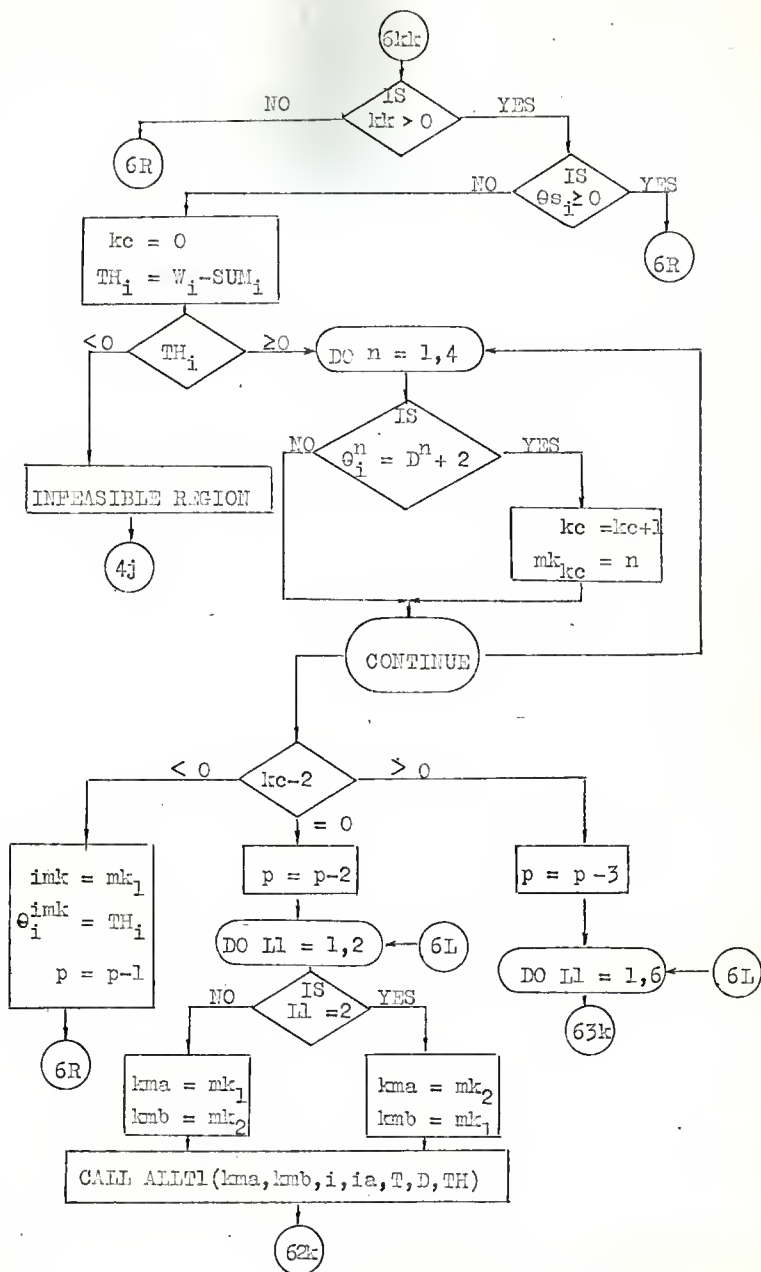 6kk
IS
kk > 0
NO
YES
6R
IS
θs_i ≥ 0
NO
YES
6R
kc = 0
TH_i = W_i-SUM_i
TH_i
< 0
≥0
DO n = 1,4
IS
θ_i^n = D^n + 2
NO
YES
INFEASIBLE REGION
4j
kc =kc+1
mk_kc = n
CONTINUE
kc-2
< 0
> 0
= 0
imk = mk_1
θ_i^imk = TH_i
p = p-1
6R
p = p-2
DO L1 = 1,2
6L
IS
L1 =2
NO
YES
kma = mk_1
kmb = mk_2
kma = mk_2
kmb = mk_1
CALL ALLT1(kma,kmb,i,ia,T,D,TH)
62k
p = p-3
DO L1 = 1,6
6L
63k